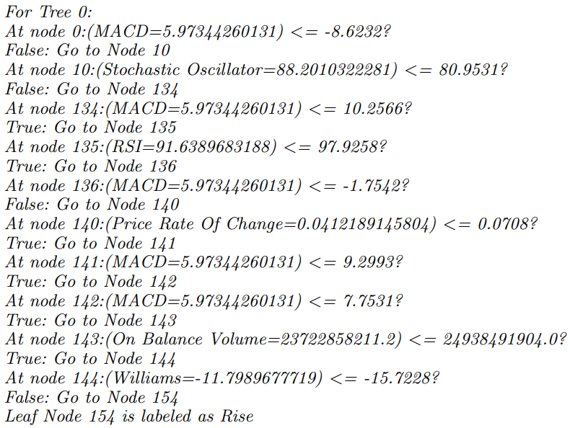 For Tree 0:
At node 0:(MACD=5.97344260131) <= -8.6232?
False: Go to Node 10
At node 10:(Stochastic Oscillator=88.2010322281) <= 80.9531?
False: Go to Node 134
At node 134:(MACD=5.97344260131) <= 10.2566?
True: Go to Node 135
At node 135:(RSI=91.6389683188) <= 97.9258?
True: Go to Node 136
At node 136:(MACD=5.97344260131) <= -1.7542?
False: Go to Node 140
At node 140:(Price Rate Of Change=0.0412189145804) <= 0.0708?
True: Go to Node 141
At node 141:(MACD=5.97344260131) <= 9.2993?
True: Go to Node 142
At node 142:(MACD=5.97344260131) <= 7.7531?
True: Go to Node 143
At node 143:(On Balance Volume=23722858211.2) <= 24938491904.0?
True: Go to Node 144
At node 144:(Williams=-11.7989677719) <= -15.7228?
False: Go to Node 154
Leaf Node 154 is labeled as Rise